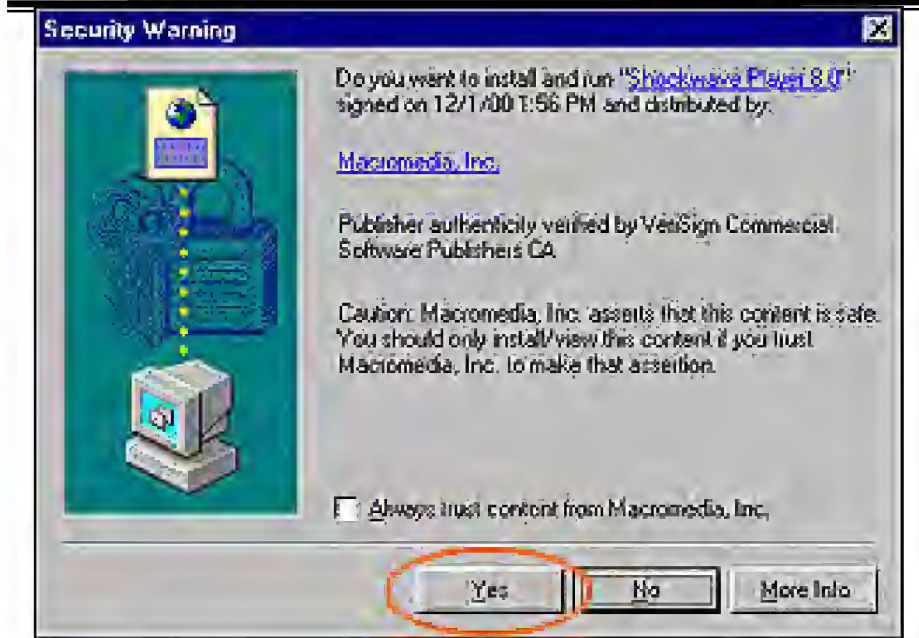 Security Warning
Do you want to install and run "Shockwave Player 8.0"
signed on 12/1/00 1:56 PM and distributed by:
Macromedia, Inc.
Publisher authenticity verified by VeriSign Commercial
Software Publishers CA
Caution: Macromedia, Inc. asserts that this content is safe.
You should only install/view this content if you trust
Macromedia, Inc. to make that assertion.
Always trust content from Macromedia, Inc.
Yes No More Info